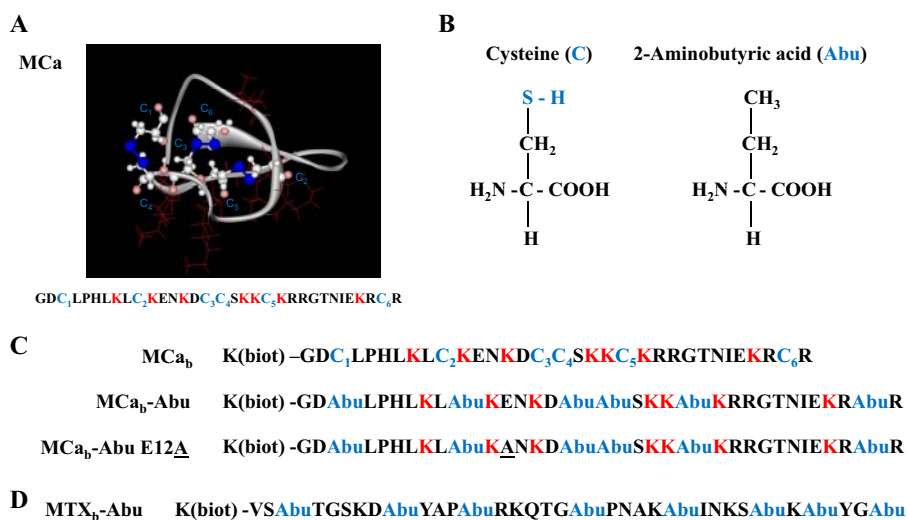 A
MCa
C1
C6
C3
C2
C4
C5
GDC1LPHLKLC2KENKDC3C4SKKC5KRRGTNIEKRC6R
B
Cysteine (C) 2-Aminobutyric acid (Abu)
S - H CH3
CH2 CH2
H2N -C- COOH H2N -C- COOH
H H
C
MCab K(biot) –GDC1LPHLKLC2KENKDC3C4SKKC5KRRGTNIEKRC6R
MCab-Abu K(biot) -GDAbuLPHLKLAbuKENKDAbuAbuSKKAbuKRRGTNIEKRAbuR
MCab-Abu E12A K(biot) -GDAbuLPHLKLAbuKANKDAbuAbuSKKAbuKRRGTNIEKRAbuR
D MTXb-Abu K(biot) -VSAbuTGSKDAbuYAPAbuRKQTGAbuPNAKAbuINKSAbuKAbuYGAbu